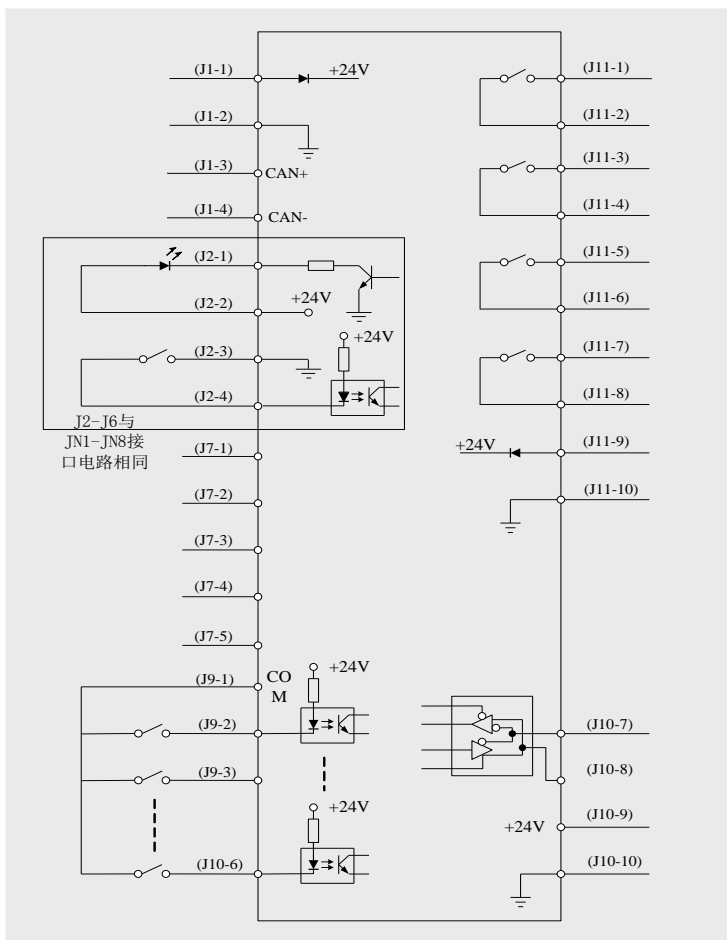 (J1-1)
+24V
(J1-2)
(J1-3)
CAN+
(J1-4)
CAN-
(J2-1)
(J2-2)
+24V
(J2-3)
+24V
(J2-4)
J2-J6与
JN1-JN8接
口电路相同
(J7-1)
(J7-2)
(J7-3)
(J7-4)
(J7-5)
(J9-1)
CO
M
+24V
(J9-2)
(J9-3)
+24V
(J10-6)
(J11-1)
(J11-2)
(J11-3)
(J11-4)
(J11-5)
(J11-6)
(J11-7)
(J11-8)
+24V
(J11-9)
(J11-10)
(J10-7)
(J10-8)
(J10-9)
+24V
(J10-10)